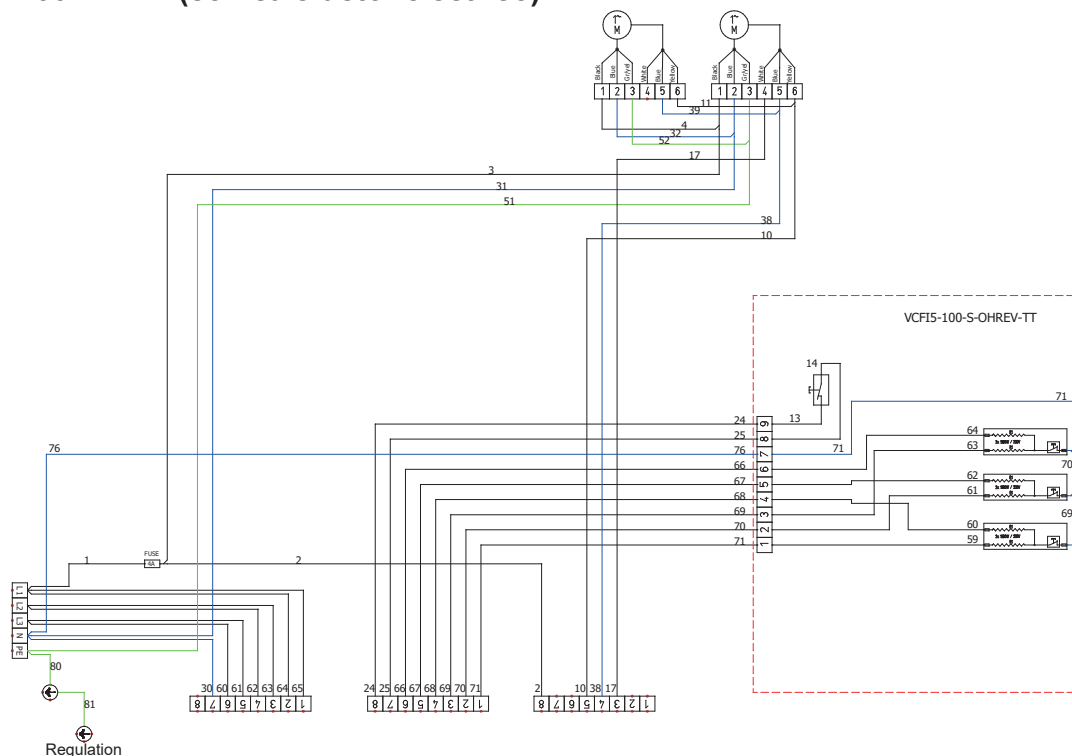 1~
M
1~
M
Black
Blue
Gr/yel
White
Blue
Yellow
Black
Blue
Gr/yel
White
Blue
Yellow
1 2 3 4 5 6
1 2 3 4 5 6
11
39
4
32
52
17
3
31
51
38
10
VCFI5-100-S-OHREV-TT
14
71
24 9 13
25 8
76 76 7 71
66 6
67 5
68 4
69 3
70 2
71 1
64
63
70
62
61
69
60
59
FUSE
1 4A 2
L1
L2
L3
N
PE
80
81
Regulation
30 60 61 62 63 64 65
8 7 6 5 4 3 2 1
24 25 66 67 68 69 70 71
8 7 6 5 4 3 2 1
2 10 38 17
8 7 6 5 4 3 2 1